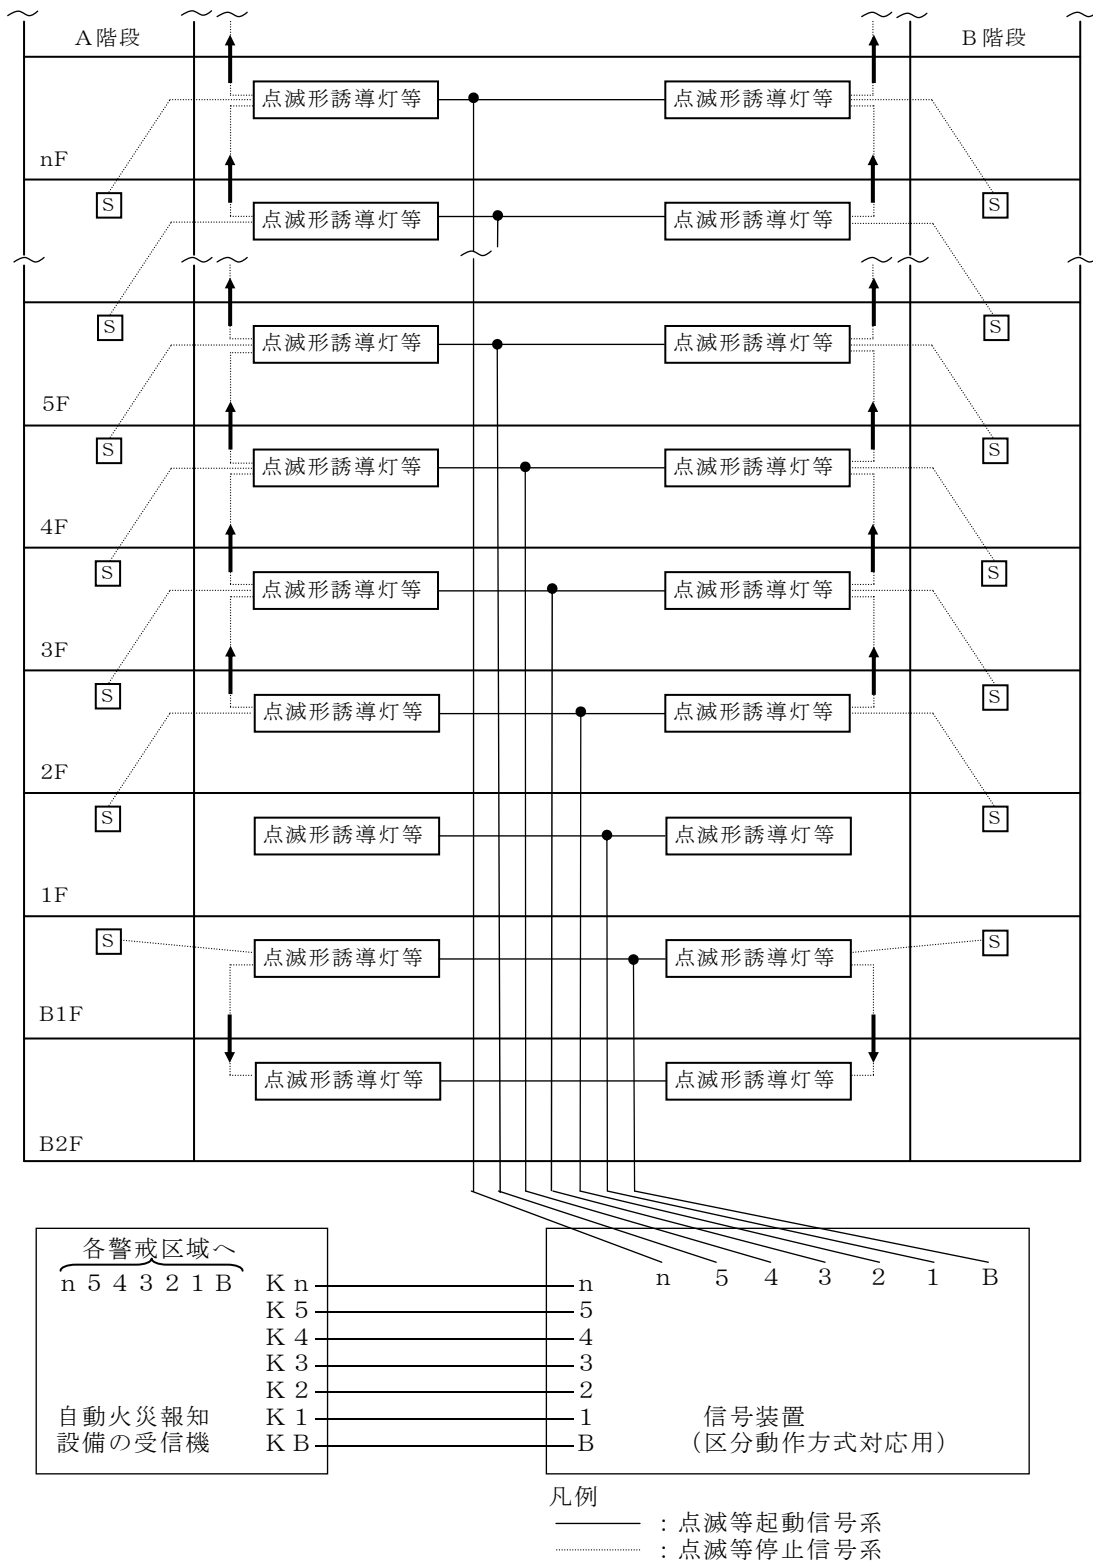 A階段
B階段
点滅形誘導灯等
点滅形誘導灯等
nF
S
S
点滅形誘導灯等
点滅形誘導灯等
S
S
点滅形誘導灯等
点滅形誘導灯等
5F
S
S
点滅形誘導灯等
点滅形誘導灯等
4F
S
S
点滅形誘導灯等
点滅形誘導灯等
3F
S
S
点滅形誘導灯等
点滅形誘導灯等
2F
S
S
点滅形誘導灯等
点滅形誘導灯等
1F
S
S
点滅形誘導灯等
点滅形誘導灯等
B1F
点滅形誘導灯等
点滅形誘導灯等
B2F
各警戒区域へ
n 5 4 3 2 1 B
K n
K 5
K 4
K 3
K 2
K 1
K B
自動火災報知
設備の受信機
n 5 4 3 2 1 B
n
5
4
3
2
1
B
信号装置
（区分動作方式対応用）
凡例
：点滅等起動信号系
：点滅等停止信号系